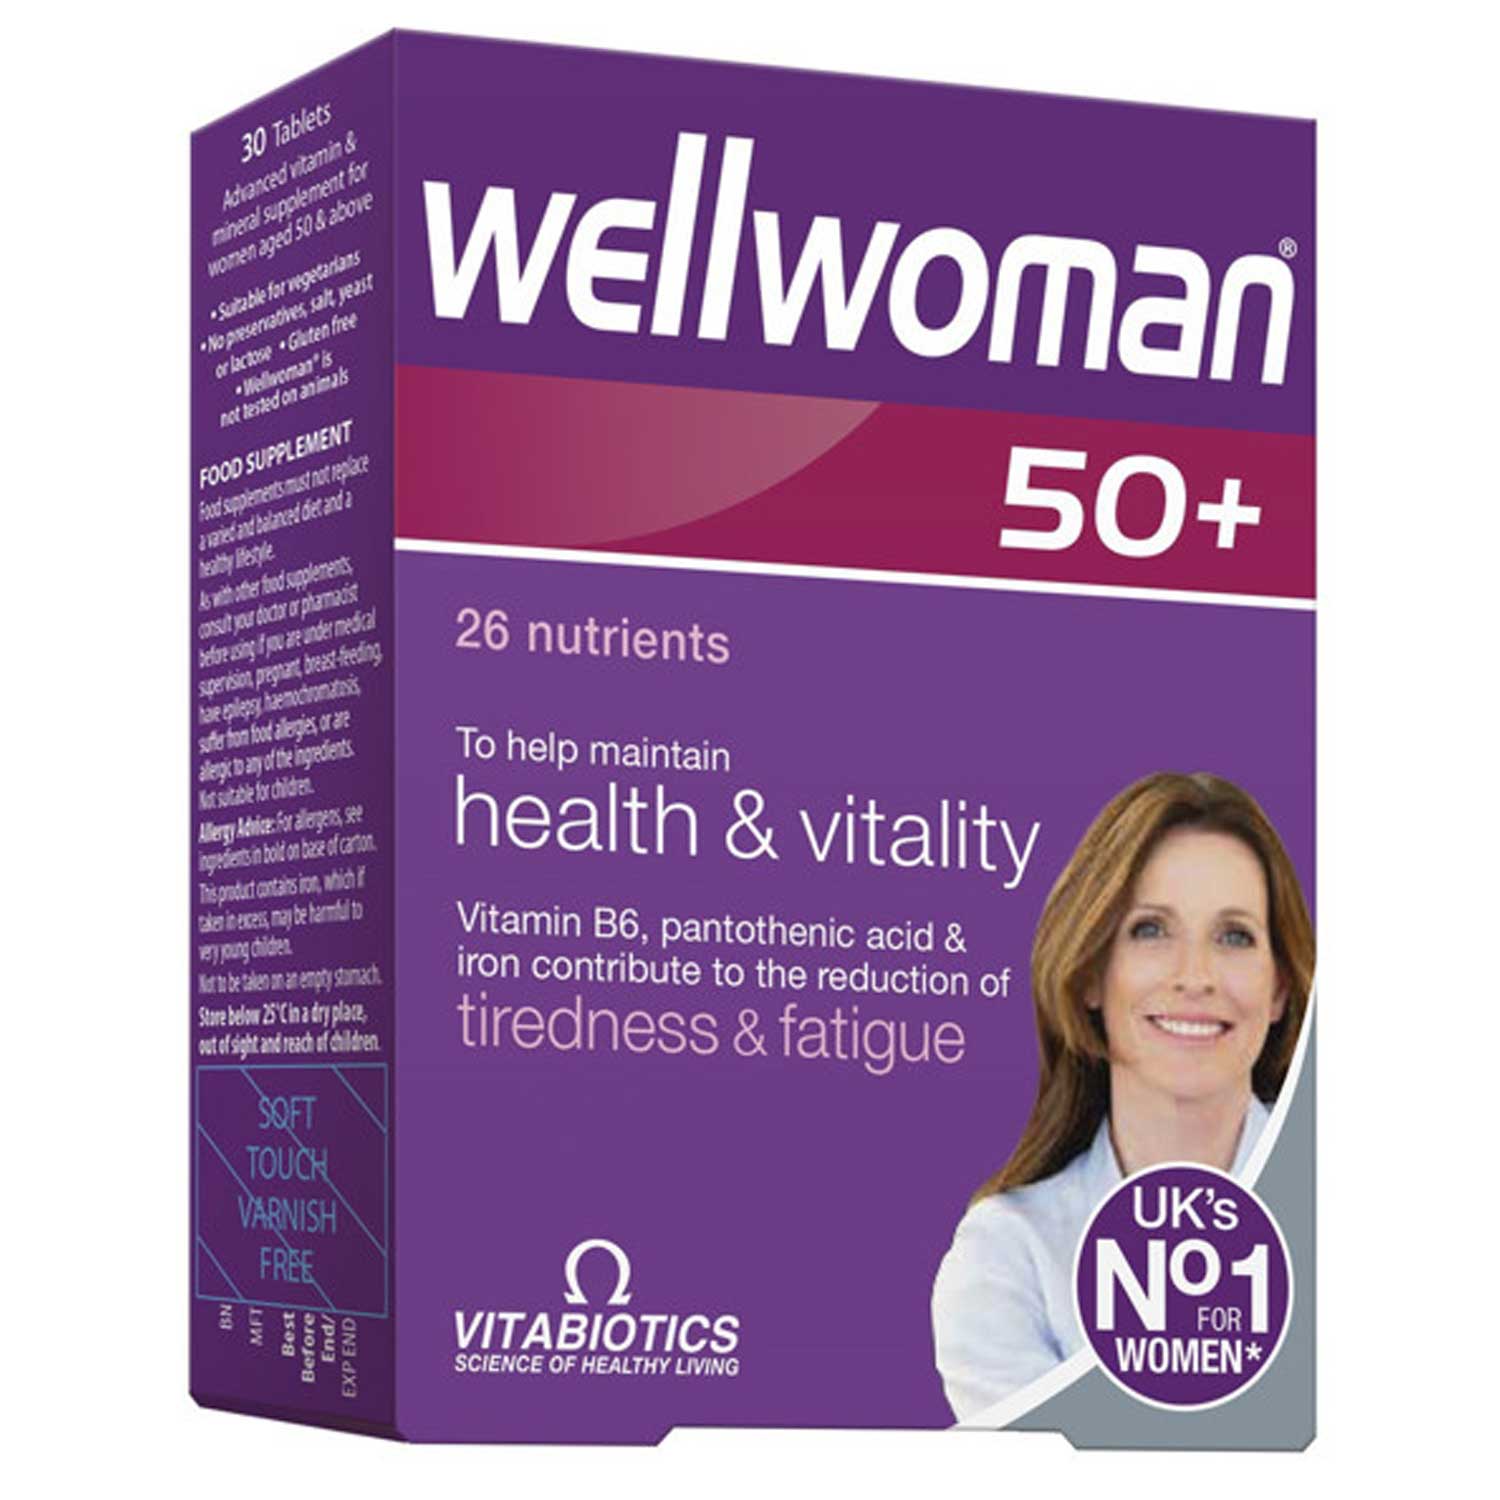 30 Tablets
Advanced vitamin &
mineral supplement for
women aged 50 & above
• Suitable for vegetarians
• No preservatives, salt, yeast
or lactose • Gluten free
• Wellwoman® is
not tested on animals
FOOD SUPPLEMENT
Food supplements must not replace
a varied and balanced diet and a
healthy lifestyle.
As with other food supplements,
consult your doctor or pharmacist
before using if you are under medical
supervision, pregnant, breast-feeding,
have epilepsy, haemochromatosis,
suffer from food allergies, or are
allergic to any of the ingredients.
Not suitable for children.
Allergy Advice: For allergens, see
ingredients in bold on base of carton.
This product contains iron, which if
taken in excess, may be harmful to
very young children.
Not to be taken on an empty stomach.
Store below 25°C in a dry place,
out of sight and reach of children.
SOFT
TOUCH
VARNISH
FREE
BN
MFT
Best
Before
End/
EXP END
wellwoman®
50+
26 nutrients
To help maintain
health & vitality
Vitamin B6, pantothenic acid &
iron contribute to the reduction of
tiredness & fatigue
Ω
VITABIOTICS
SCIENCE OF HEALTHY LIVING
UK's
No1
FOR
WOMEN*